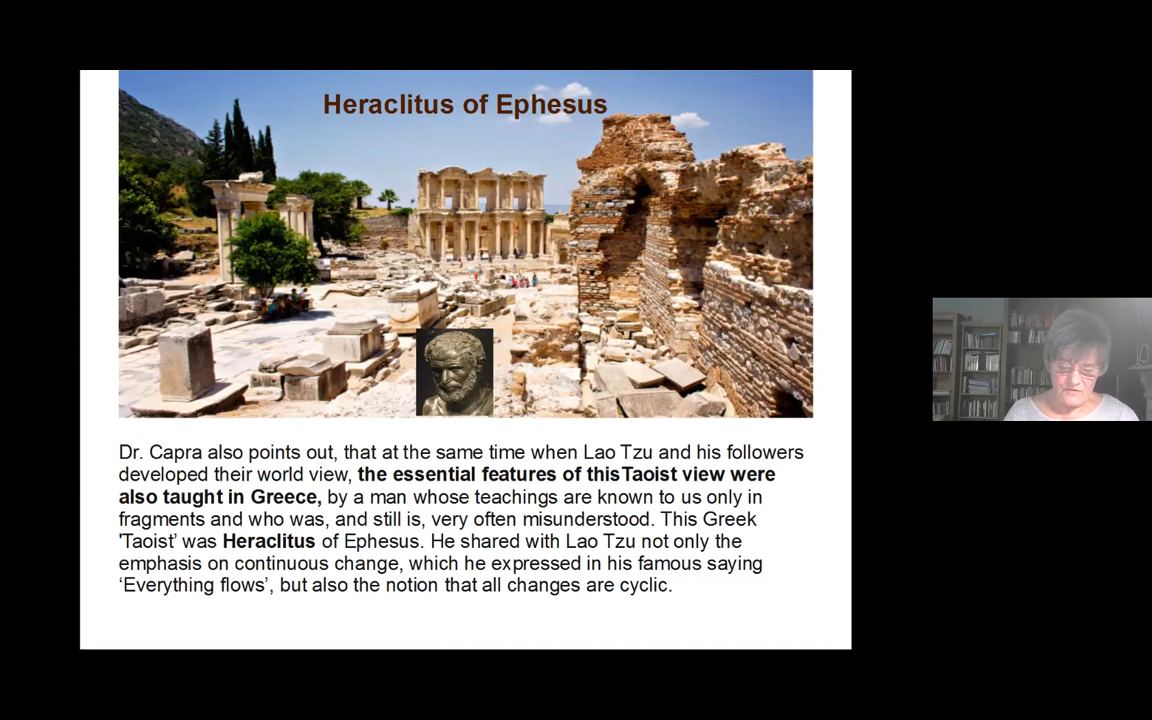 Heraclitus of Ephesus
Dr. Capra also points out, that at the same time when Lao Tzu and his followers
developed their world view, the essential features of thisTaoist view were
also taught in Greece, by a man whose teachings are known to us only in
fragments and who was, and still is, very often misunderstood. This Greek
'Taoist’ was Heraclitus of Ephesus. He shared with Lao Tzu not only the
emphasis on continuous change, which he expressed in his famous saying
‘Everything flows’, but also the notion that all changes are cyclic.